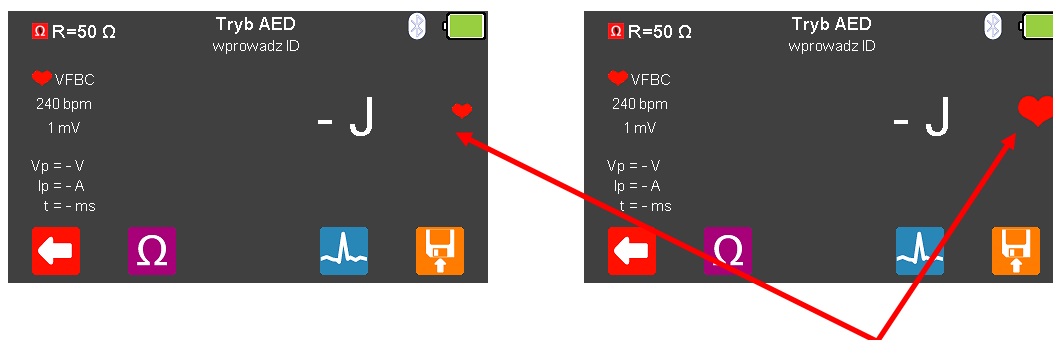 Ω R=50 Ω
Tryb AED
wprowadz ID
VFBC
240 bpm
1 mV
- J
Vp = - V
Ip = - A
t = - ms
Ω
Ω R=50 Ω
Tryb AED
wprowadz ID
VFBC
240 bpm
1 mV
- J
Vp = - V
Ip = - A
t = - ms
Ω